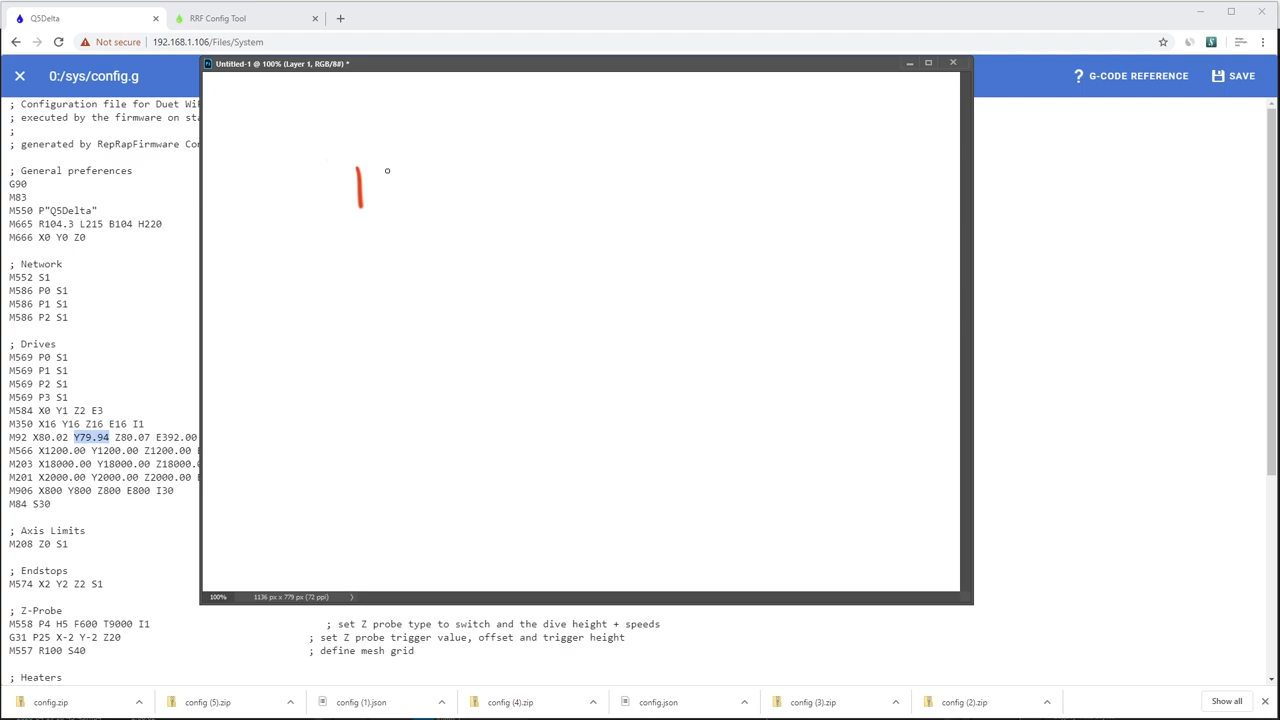 Q5Delta
RRF Config Tool
Not secure
192.168.1.106/Files/System
0:/sys/config.g
G-CODE REFERENCE
SAVE
Untitled-1 @ 100% (Layer 1, RGB/8#) *
; Configuration file for Duet Wi
; executed by the firmware on sta
;
; generated by RepRapFirmware Co
; General preferences
G90
M83
M550 P"Q5Delta"
M665 R104.3 L215 B104 H220
M666 X0 Y0 Z0
; Network
M552 S1
M586 P0 S1
M586 P1 S1
M586 P2 S1
; Drives
M569 P0 S1
M569 P1 S1
M569 P2 S1
M569 P3 S1
M584 X0 Y1 Z2 E3
M350 X16 Y16 Z16 E16 I1
M92 X80.02 Y79.94 Z80.07 E392.00
M566 X1200.00 Y1200.00 Z1200.00
M203 X18000.00 Y18000.00 Z18000.0
M201 X2000.00 Y2000.00 Z2000.00
M906 X800 Y800 Z800 E800 I30
M84 S30
; Axis Limits
M208 Z0 S1
; Endstops
M574 X2 Y2 Z2 S1
100%
1136 px x 779 px (72 ppi)
; Z-Probe
M558 P4 H5 F600 T9000 I1 ; set Z probe type to switch and the dive height + speeds
G31 P25 X-2 Y-2 Z20 ; set Z probe trigger value, offset and trigger height
M557 R100 S40 ; define mesh grid
; Heaters
config.zip
config (5).zip
config (1).json
config (4).zip
config.json
config (3).zip
config (2).zip
Show all